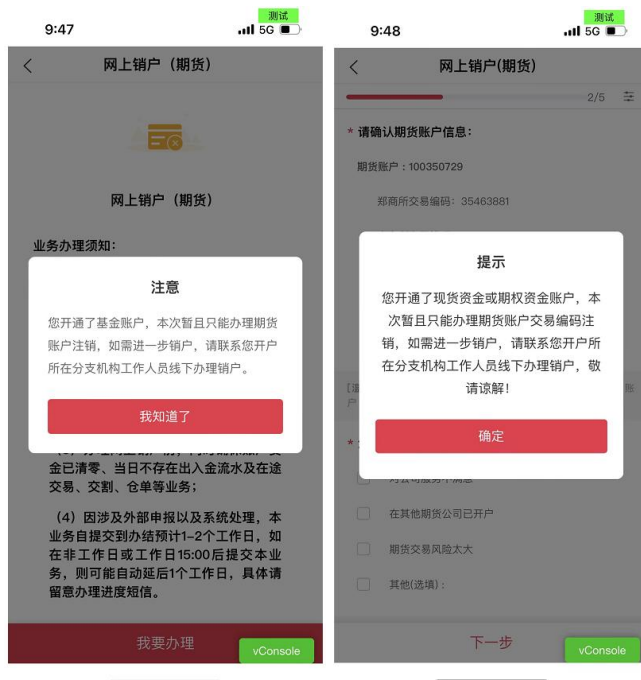 测试
9:47
5G
网上销户（期货）
网上销户（期货）
业务办理须知：
注意
您开通了基金账户，本次暂且只能办理期货
账户注销，如需进一步销户，请联系您开户
所在分支机构工作人员线下办理销户。
我知道了
金已清零、当日不存在出入金流水及在途
交易、交割、仓单等业务；
（4）因涉及外部申报以及系统处理，本
业务自提交到办结预计1-2个工作日，如
在非工作日或工作日15:00后提交本业
务，则可能自动延后1个工作日，具体请
留意办理进度短信。
我要办理
vConsole
测试
9:48
5G
网上销户(期货)
2/5
* 请确认期货账户信息：
期货账户：100350729
郑商所交易编码：35463881
提示
您开通了现货资金或期权资金账户，本
次暂且只能办理期货账户交易编码注
销，如需进一步销户，请联系您开户所
在分支机构工作人员线下办理销户，敬
请谅解！
确定
在其他期货公司已开户
期货交易风险太大
其他(选填)：
下一步
vConsole